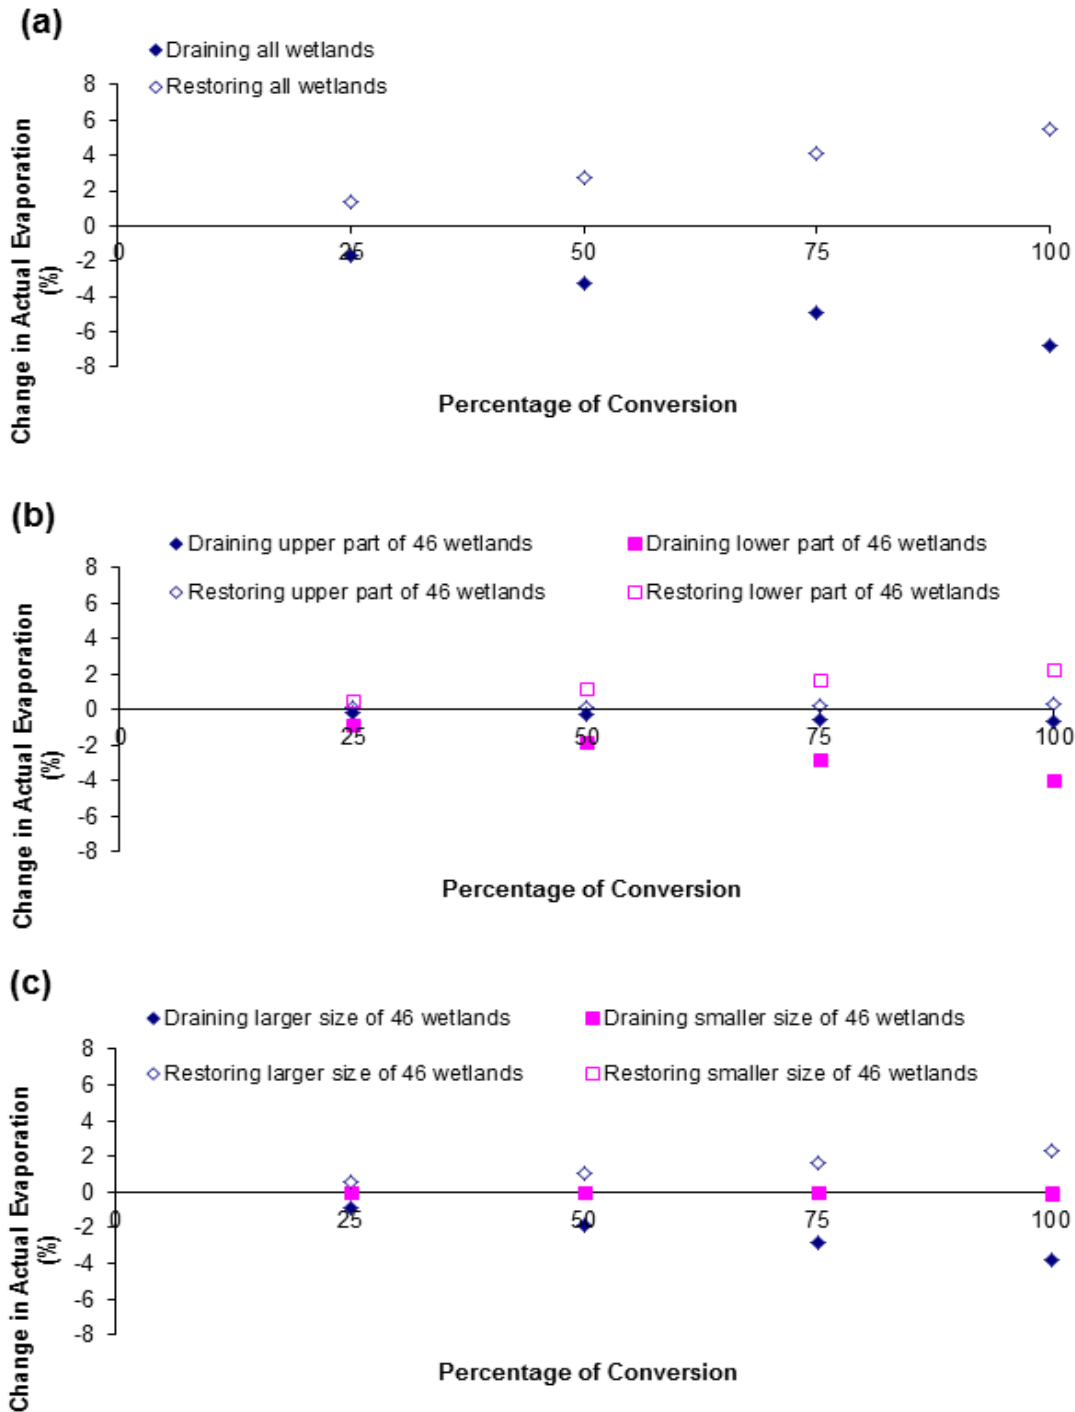 (a)
Draining all wetlands
Restoring all wetlands
8
6
4
2
0
-2
-4
-6
-8
0 25 50 75 100
Change in Actual Evaporation
(%)
Percentage of Conversion
(b)
Draining upper part of 46 wetlands Draining lower part of 46 wetlands
Restoring upper part of 46 wetlands Restoring lower part of 46 wetlands
8
6
4
2
0
-2
-4
-6
-8
0 25 50 75 100
Change in Actual Evaporation
(%)
Percentage of Conversion
(c)
Draining larger size of 46 wetlands Draining smaller size of 46 wetlands
Restoring larger size of 46 wetlands Restoring smaller size of 46 wetlands
8
6
4
2
0
-2
-4
-6
-8
0 25 50 75 100
Change in Actual Evaporation
(%)
Percentage of Conversion